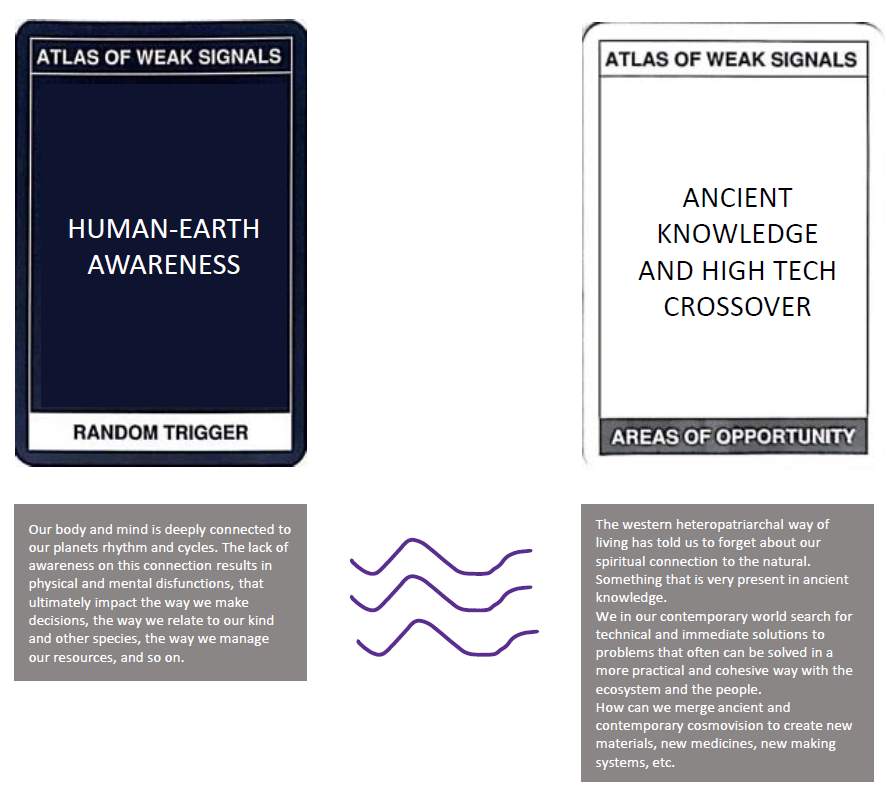 ATLAS OF WEAK SIGNALS
HUMAN-EARTH
AWARENESS
RANDOM TRIGGER
Our body and mind is deeply connected to
our planets rhythm and cycles. The lack of
awareness on this connection results in
physical and mental disfunctions, that
ultimately impact the way we make
decisions, the way we relate to our kind
and other species, the way we manage
our resources, and so on.
ATLAS OF WEAK SIGNALS
ANCIENT
KNOWLEDGE
AND HIGH TECH
CROSSOVER
AREAS OF OPPORTUNITY
The western heteropatriarchal way of
living has told us to forget about our
spiritual connection to the natural.
Something that is very present in ancient
knowledge.
We in our contemporary world search for
technical and immediate solutions to
problems that often can be solved in a
more practical and cohesive way with the
ecosystem and the people.
How can we merge ancient and
contemporary cosmovision to create new
materials, new medicines, new making
systems, etc.